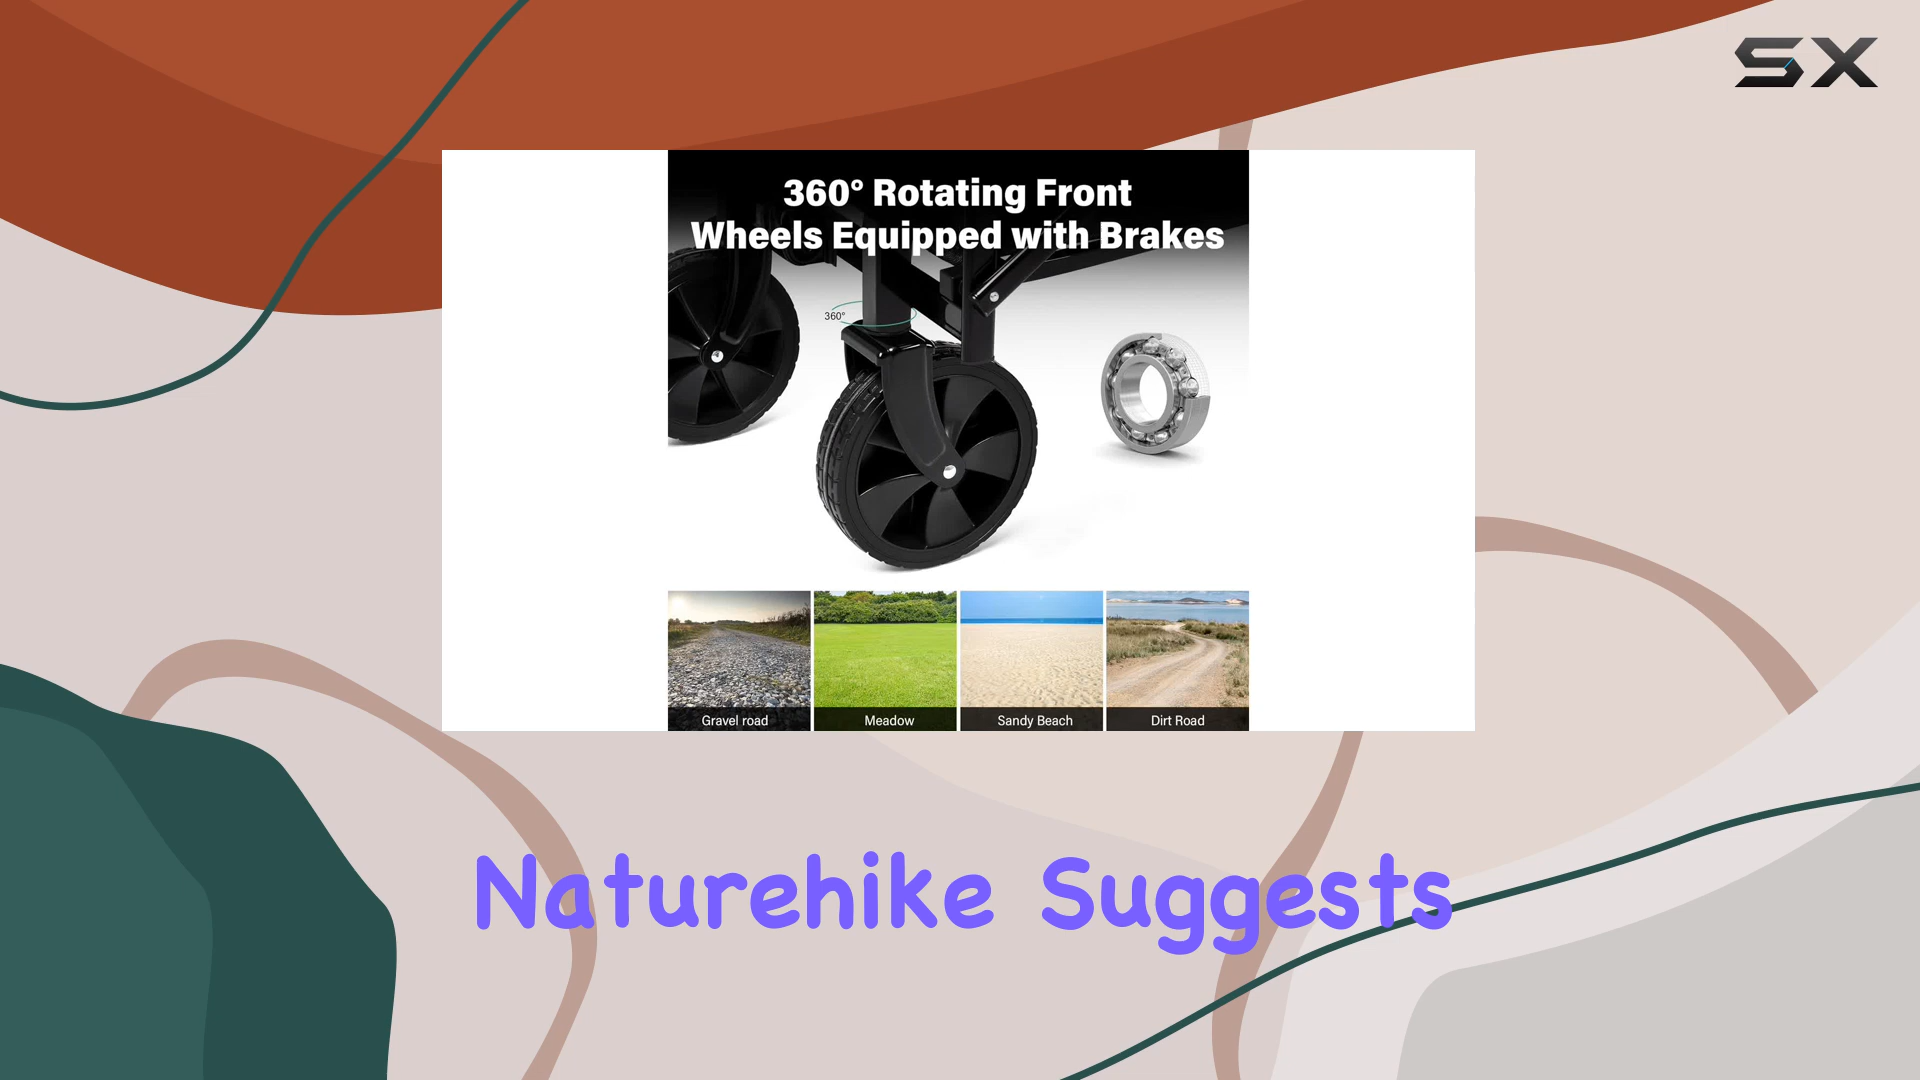 SX
360° Rotating Front
Wheels Equipped with Brakes
360°
Gravel road
Meadow
Sandy Beach
Dirt Road
Naturehike Suggests